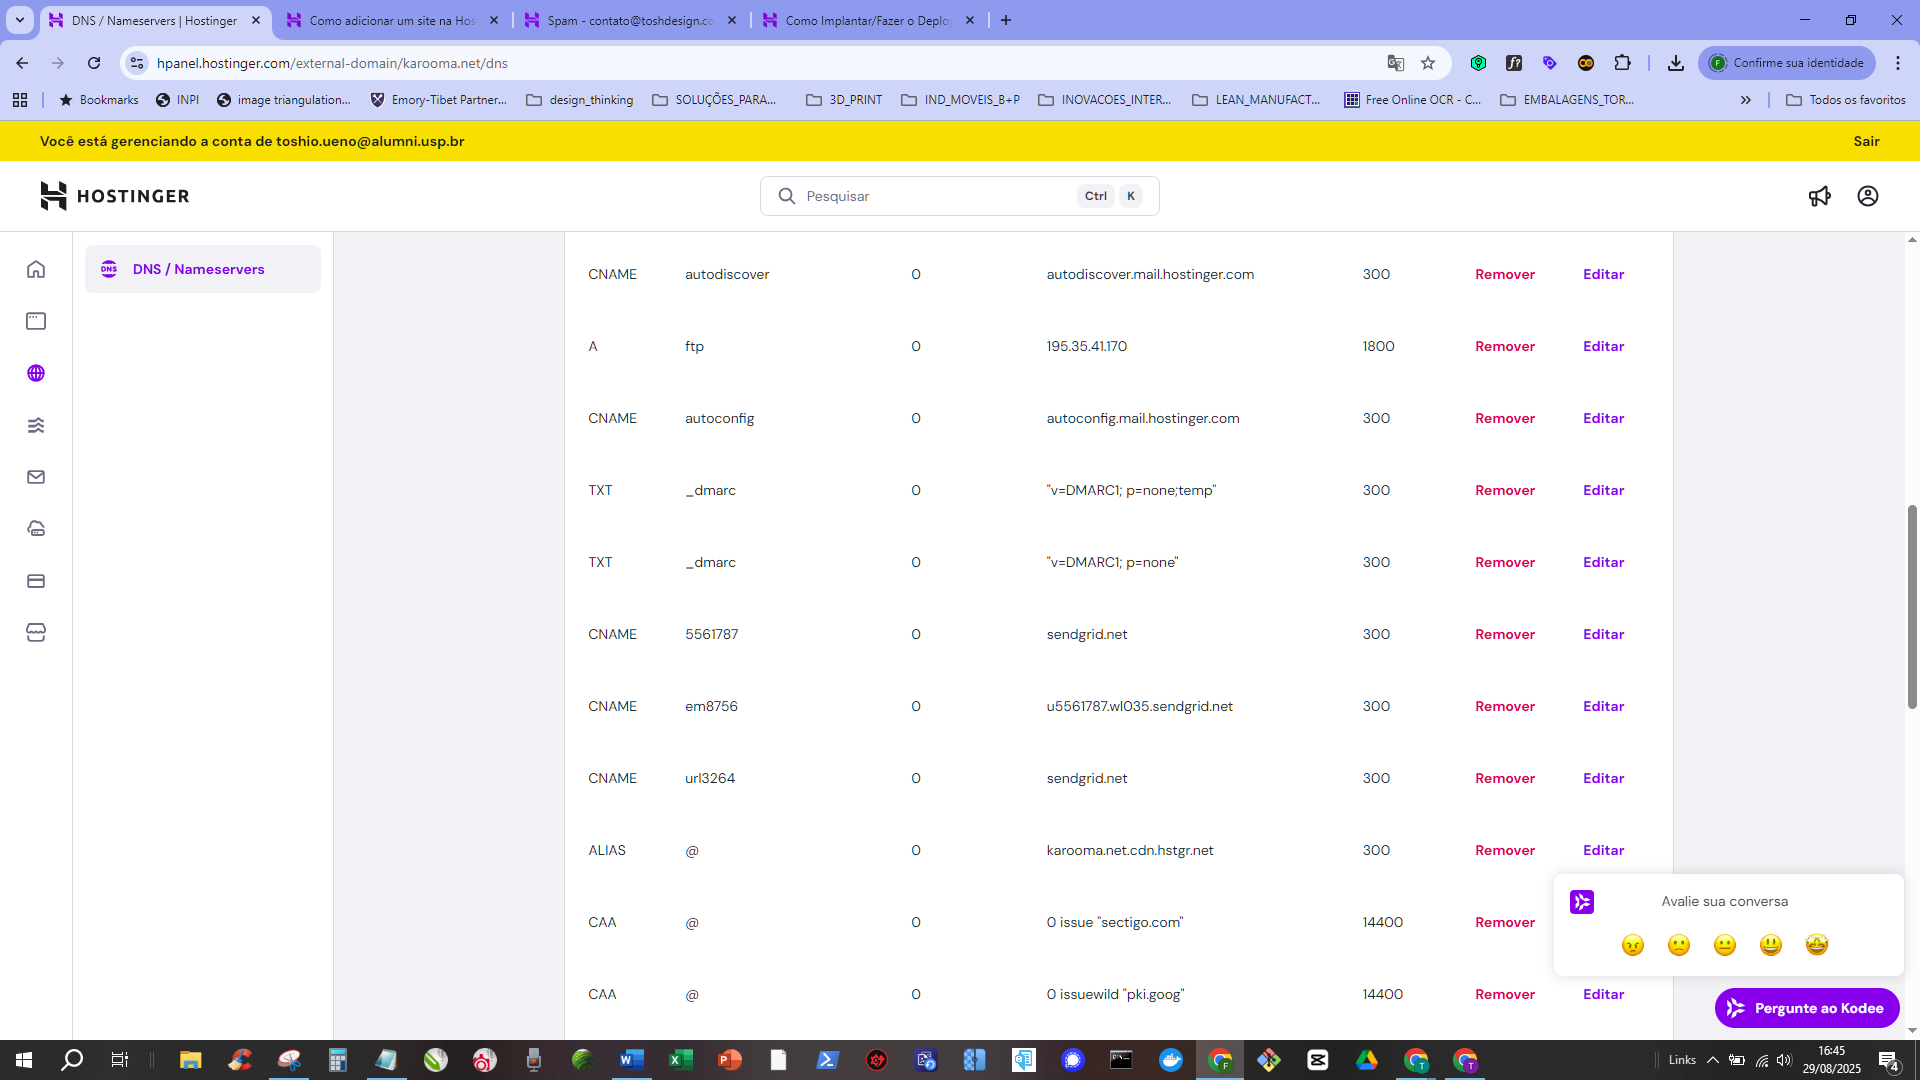 DNS / Nameservers | Hostinger
Como adicionar um site na Hos
Spam - contato@toshdesign.co
Como Implantar/Fazer o Deplo
hpanel.hostinger.com/external-domain/karooma.net/dns
Confirme sua identidade
Bookmarks
INPI
image triangulation...
Emory-Tibet Partner...
design_thinking
SOLUÇÕES_PARA...
3D_PRINT
IND_MOVEIS_B+P
INOVACOES_INTER...
LEAN_MANUFACT...
Free Online OCR - C...
EMBALAGENS_TOR...
Todos os favoritos
Você está gerenciando a conta de toshio.ueno@alumni.usp.br
Sair
HOSTINGER
Pesquisar
Ctrl K
DNS / Nameservers
CNAME autodiscover 0 autodiscover.mail.hostinger.com 300 Remover Editar
A ftp 0 195.35.41.170 1800 Remover Editar
CNAME autoconfig 0 autoconfig.mail.hostinger.com 300 Remover Editar
TXT _dmarc 0 "v=DMARC1; p=none;temp" 300 Remover Editar
TXT _dmarc 0 "v=DMARC1; p=none" 300 Remover Editar
CNAME 5561787 0 sendgrid.net 300 Remover Editar
CNAME em8756 0 u5561787.wl035.sendgrid.net 300 Remover Editar
CNAME url3264 0 sendgrid.net 300 Remover Editar
ALIAS @ 0 karooma.net.cdn.hstgr.net 300 Remover Editar
CAA @ 0 0 issue "sectigo.com" 14400 Remover
CAA @ 0 0 issuewild "pki.goog" 14400 Remover Editar
Avalie sua conversa
Pergunte ao Kodee
Links
16:45
29/08/2025
4